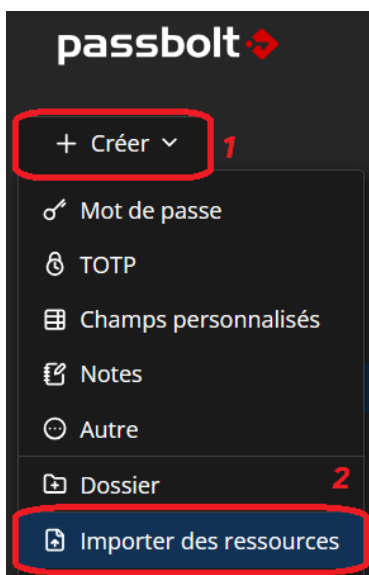 passbolt
+ Créer
1
Mot de passe
TOTP
Champs personnalisés
Notes
Autre
Dossier
2
Importer des ressources